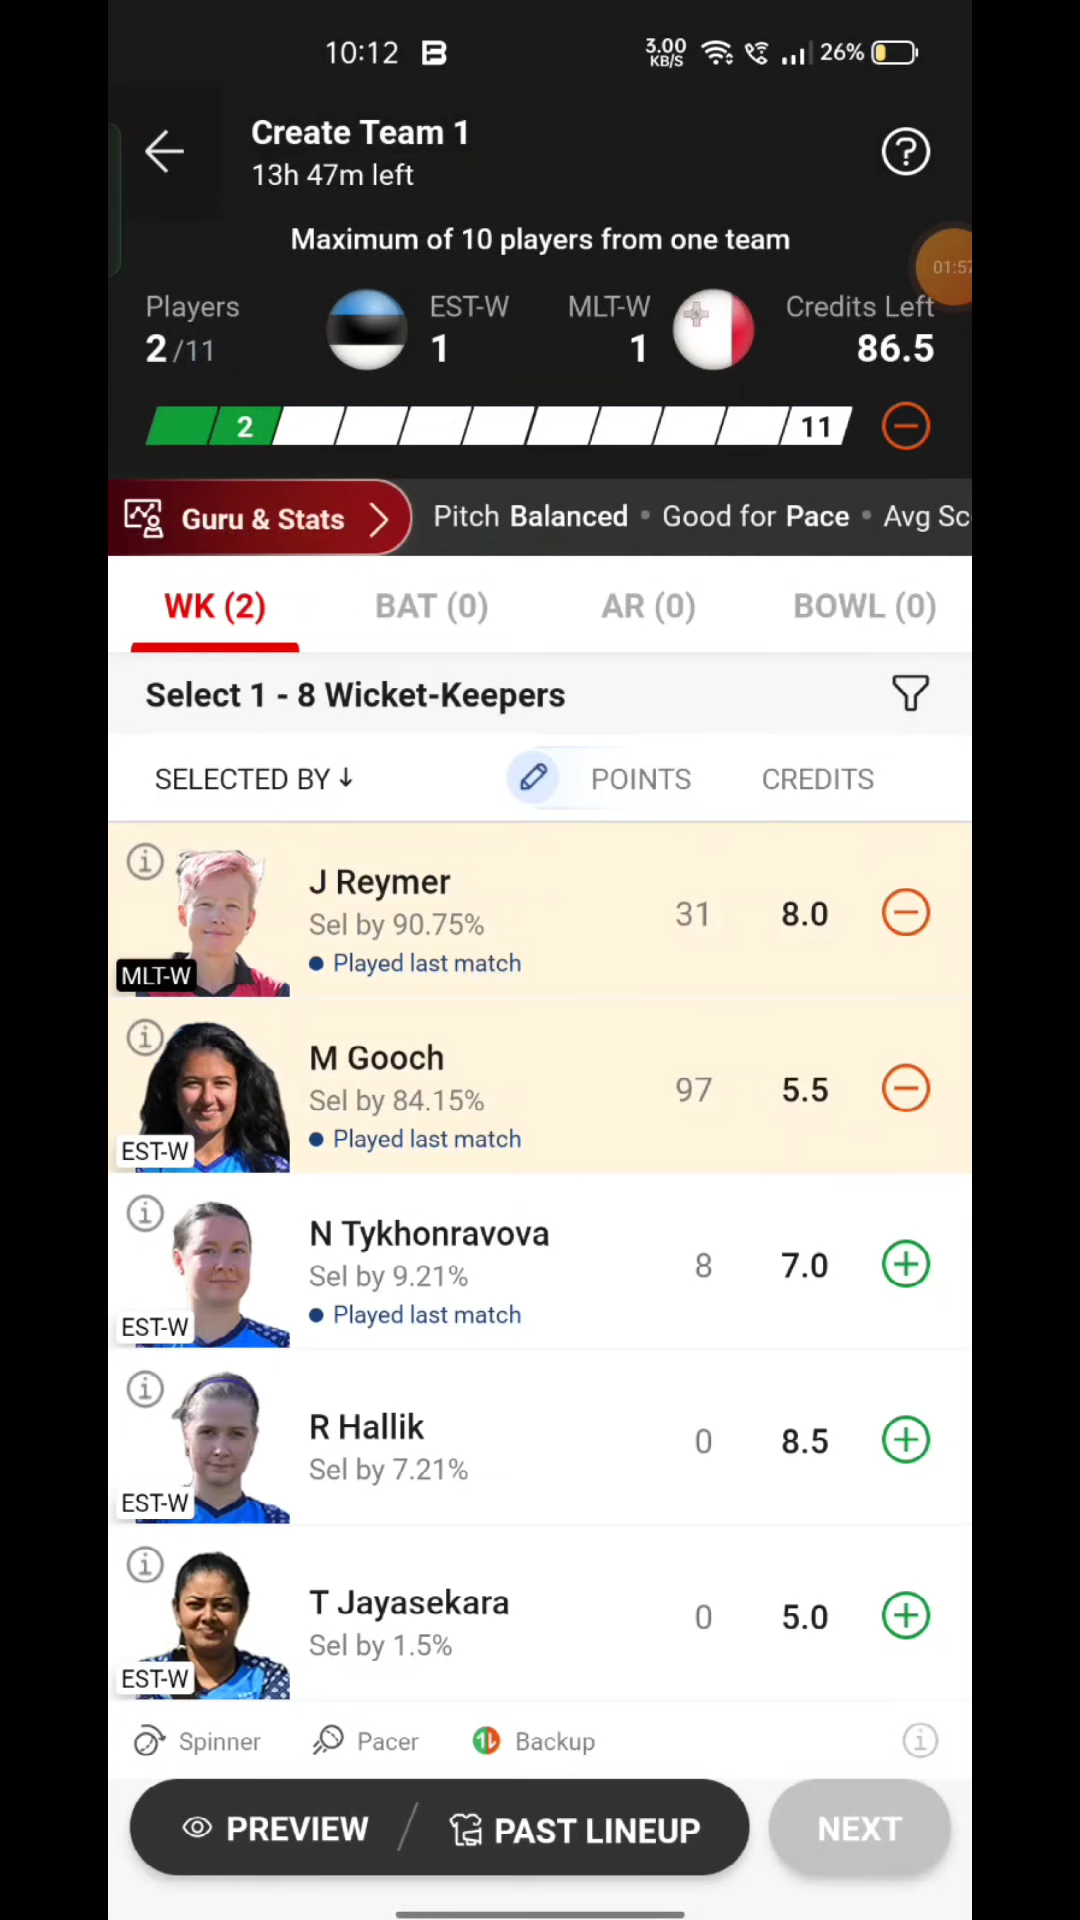 10:12
3.00 KB/S
26%
Create Team 1
13h 47m left
Maximum of 10 players from one team
01:57
Players
2/11
EST-W
1
MLT-W
1
Credits Left
86.5
2
11
Guru & Stats
Pitch Balanced • Good for Pace • Avg Sc
WK (2)
BAT (0)
AR (0)
BOWL (0)
Select 1 - 8 Wicket-Keepers
SELECTED BY ↓
POINTS
CREDITS
J Reymer
Sel by 90.75%
Played last match
31
8.0
MLT-W
M Gooch
Sel by 84.15%
Played last match
97
5.5
EST-W
N Tykhonravova
Sel by 9.21%
Played last match
8
7.0
EST-W
R Hallik
Sel by 7.21%
0
8.5
EST-W
T Jayasekara
Sel by 1.5%
0
5.0
EST-W
Spinner
Pacer
Backup
PREVIEW / PAST LINEUP
NEXT